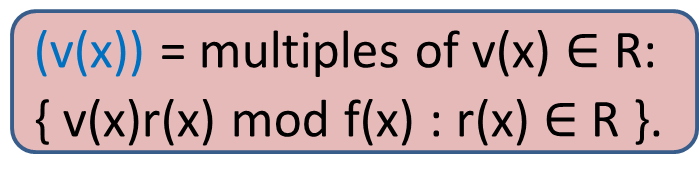 (v(x)) = multiples of v(x) ∈ R:
{ v(x)r(x) mod f(x) : r(x) ∈ R }.